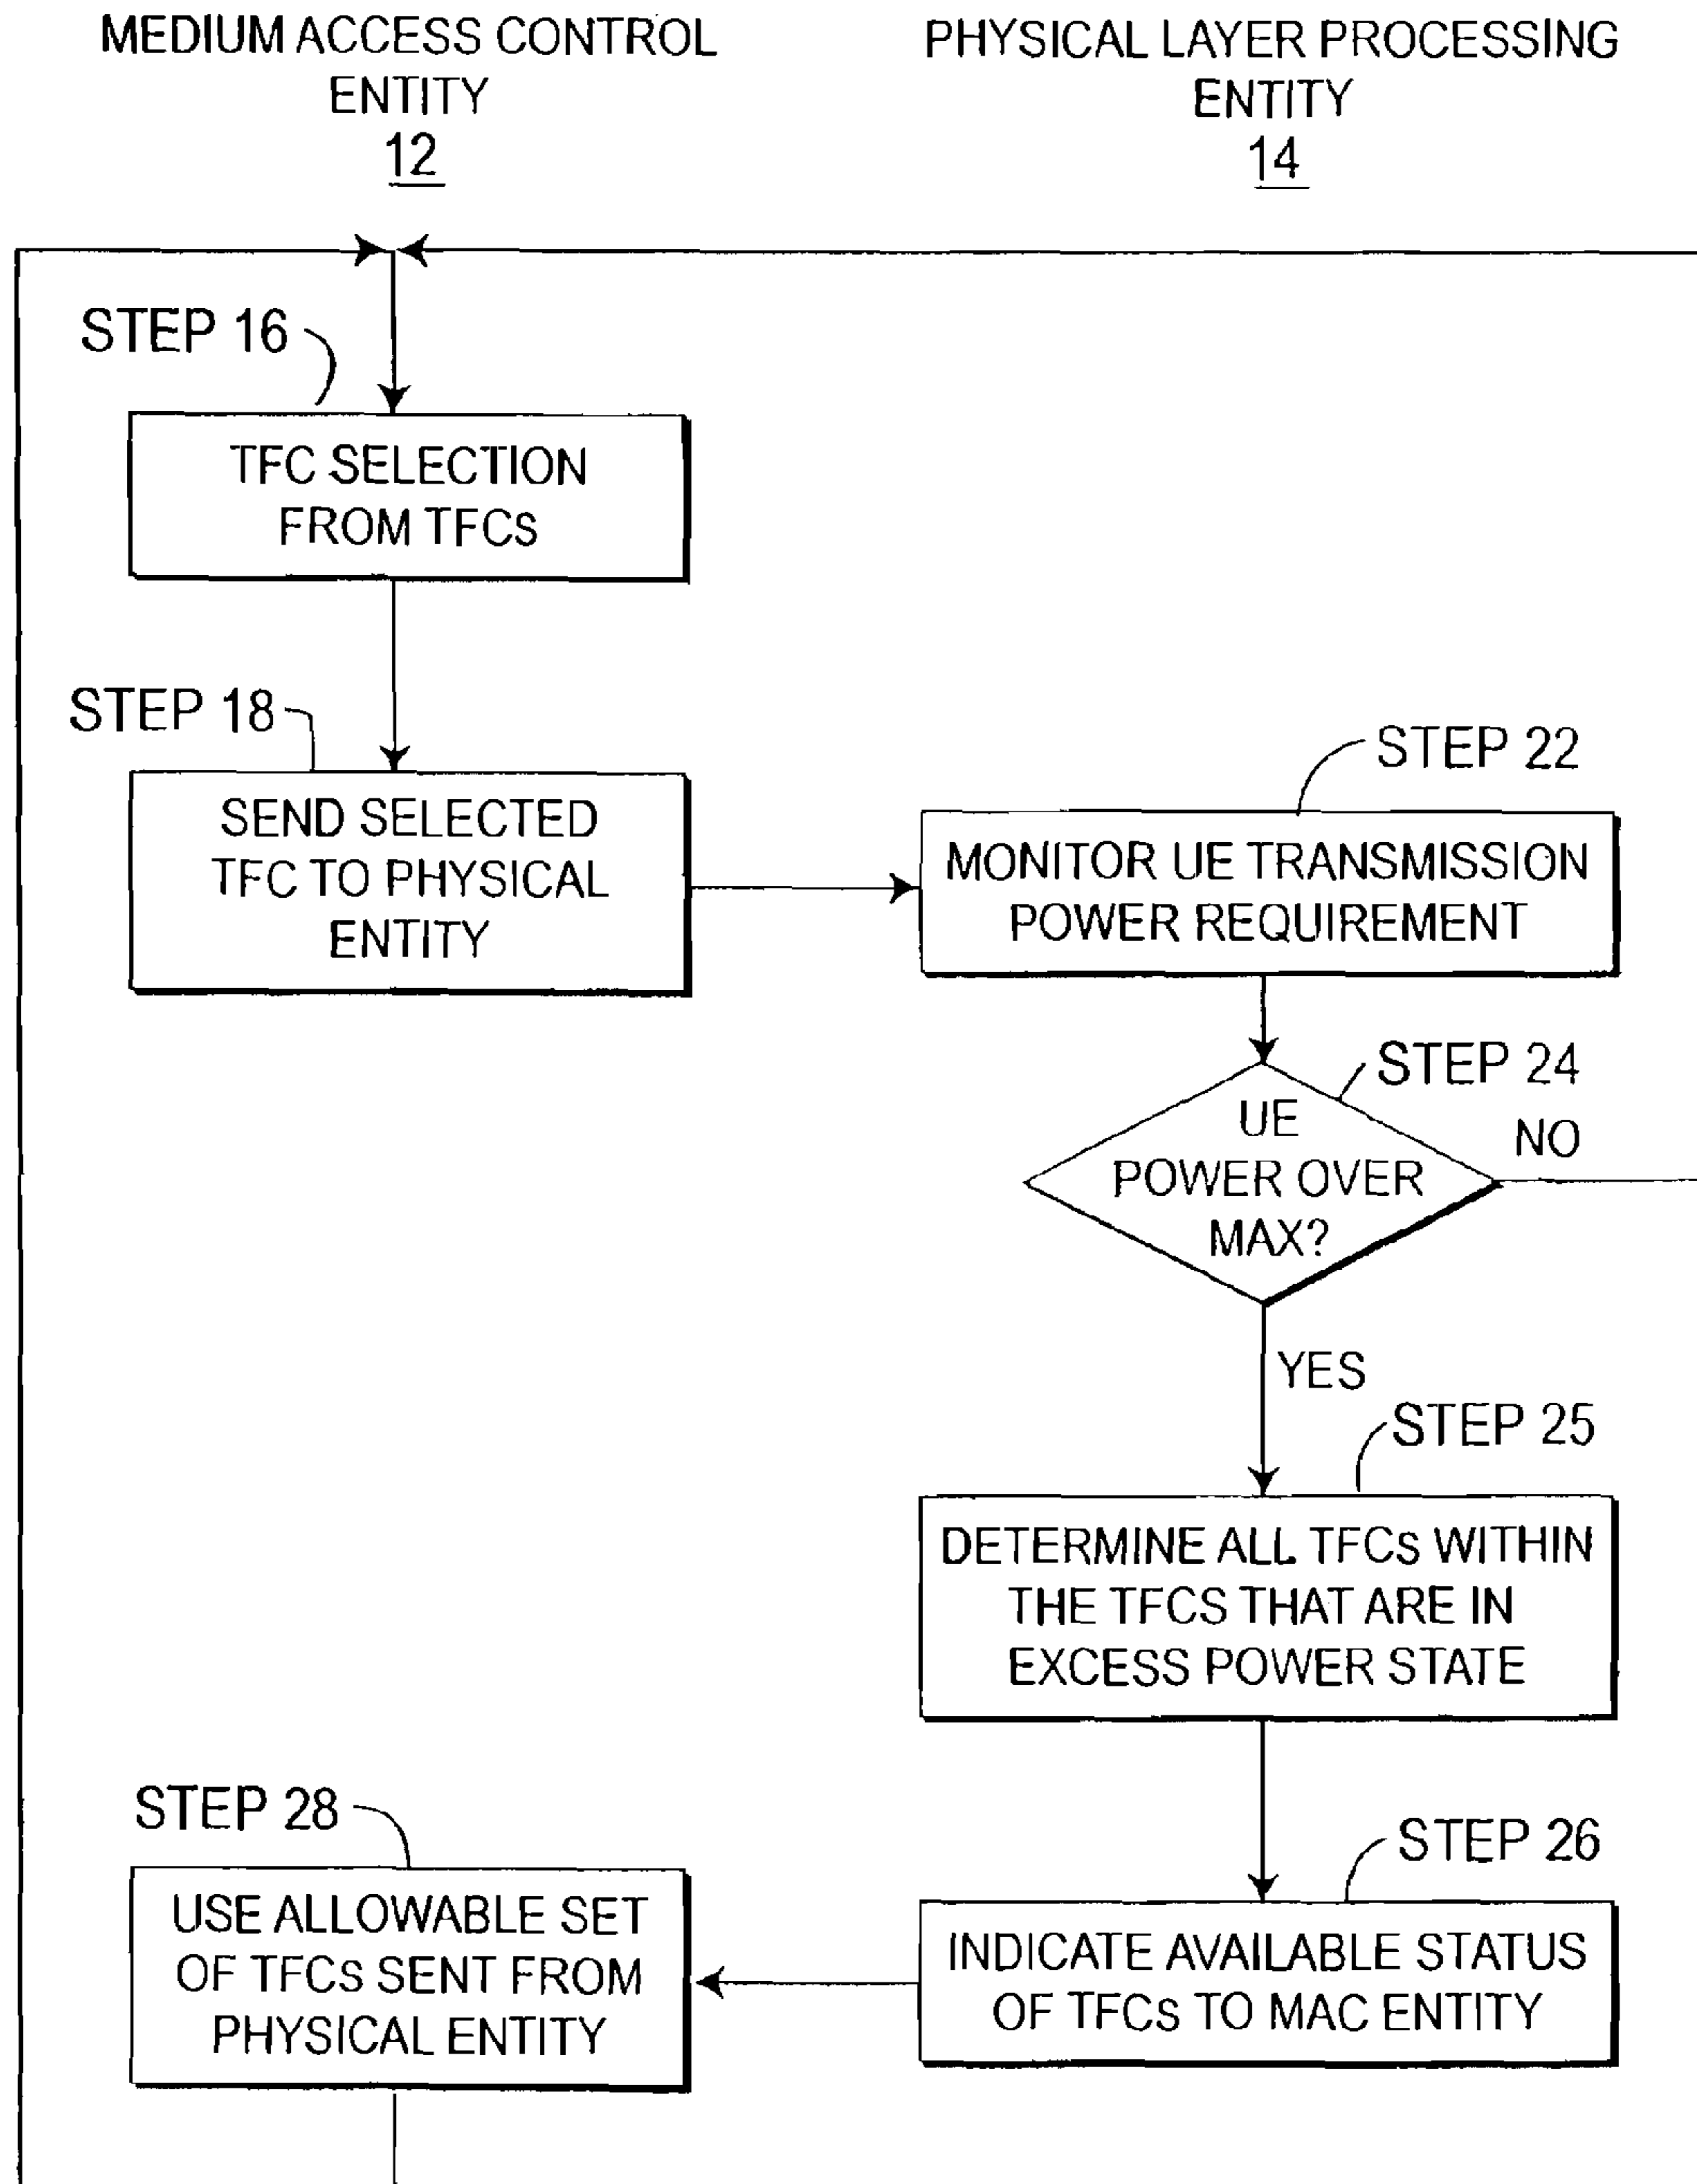 MEDIUM ACCESS CONTROL
ENTITY
12
PHYSICAL LAYER PROCESSING
ENTITY
14
STEP 16
TFC SELECTION
FROM TFCs
STEP 18
SEND SELECTED
TFC TO PHYSICAL
ENTITY
STEP 22
MONITOR UE TRANSMISSION
POWER REQUIREMENT
STEP 24
UE
POWER OVER
MAX?
NO
YES
STEP 25
DETERMINE ALL TFCs WITHIN
THE TFCS THAT ARE IN
EXCESS POWER STATE
STEP 26
INDICATE AVAILABLE STATUS
OF TFCs TO MAC ENTITY
STEP 28
USE ALLOWABLE SET
OF TFCs SENT FROM
PHYSICAL ENTITY